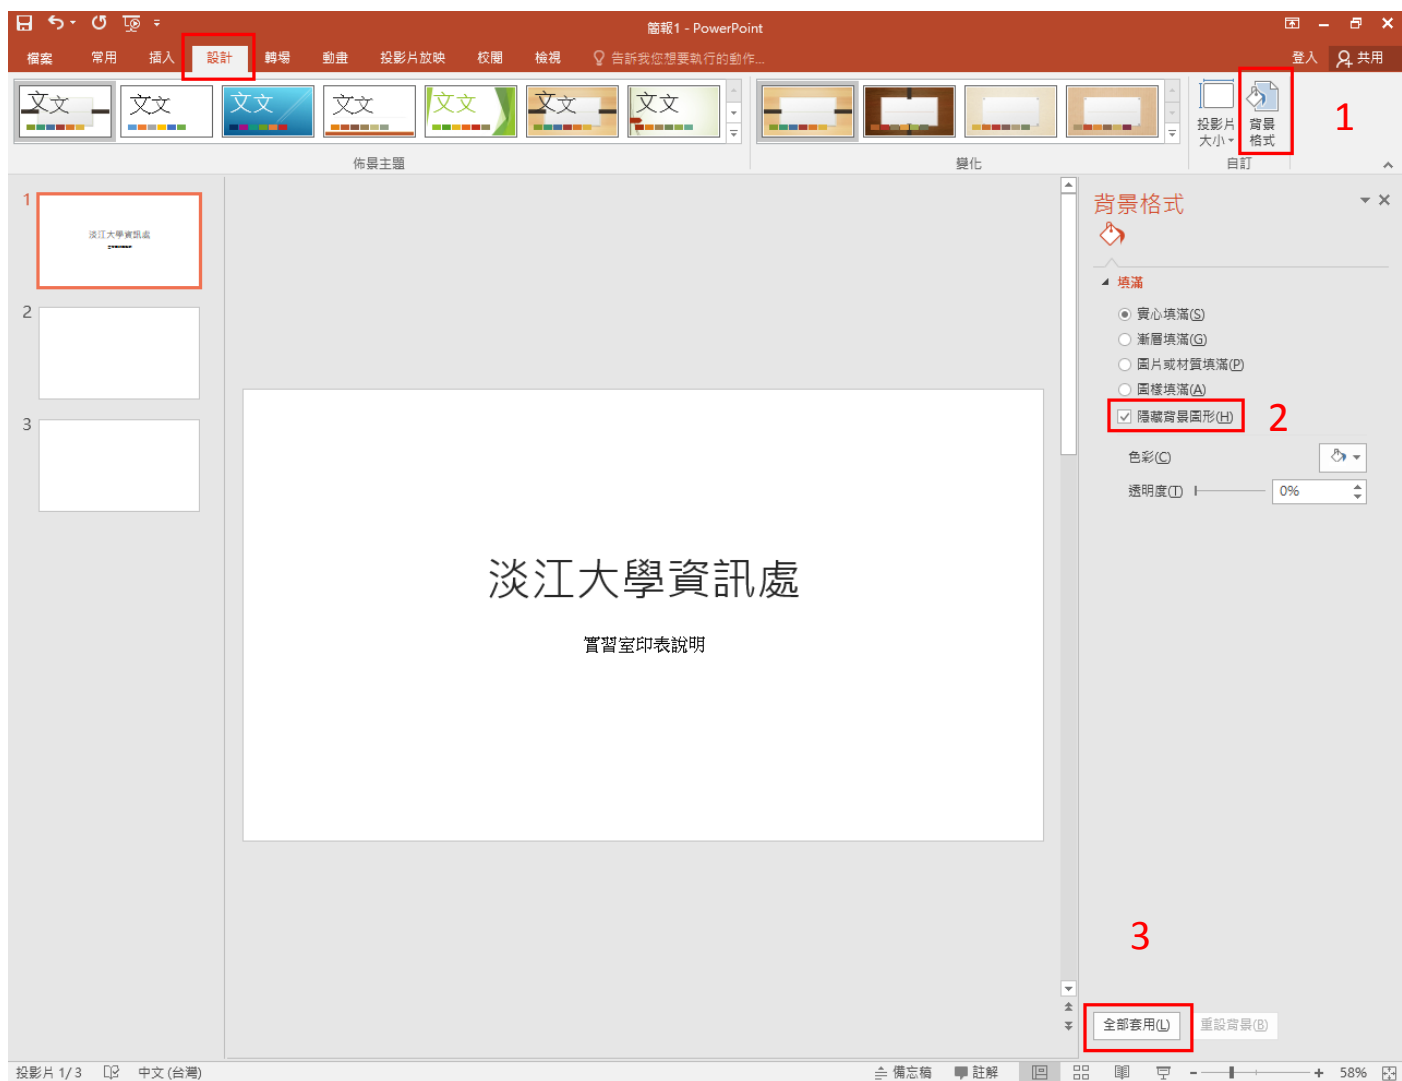 簡報1 - PowerPoint
檔案 常用 插入 設計 轉場 動畫 投影片放映 校閱 檢視 告訴我您想要執行的動作... 登入 共用
文文 文文 文文 文文 文文 文文 文文
投影片大小 背景格式
1
佈景主題 變化 自訂
1
淡江大學資訊處
實習室印表說明
2
3
淡江大學資訊處
實習室印表說明
背景格式
填滿
實心填滿(S)
漸層填滿(G)
圖片或材質填滿(P)
圖樣填滿(A)
隱藏背景圖形(H)
2
色彩(C)
透明度(T) 0%
3
全部套用(L) 重設背景(B)
投影片 1/3 中文 (台灣) 備忘稿 註解 58%